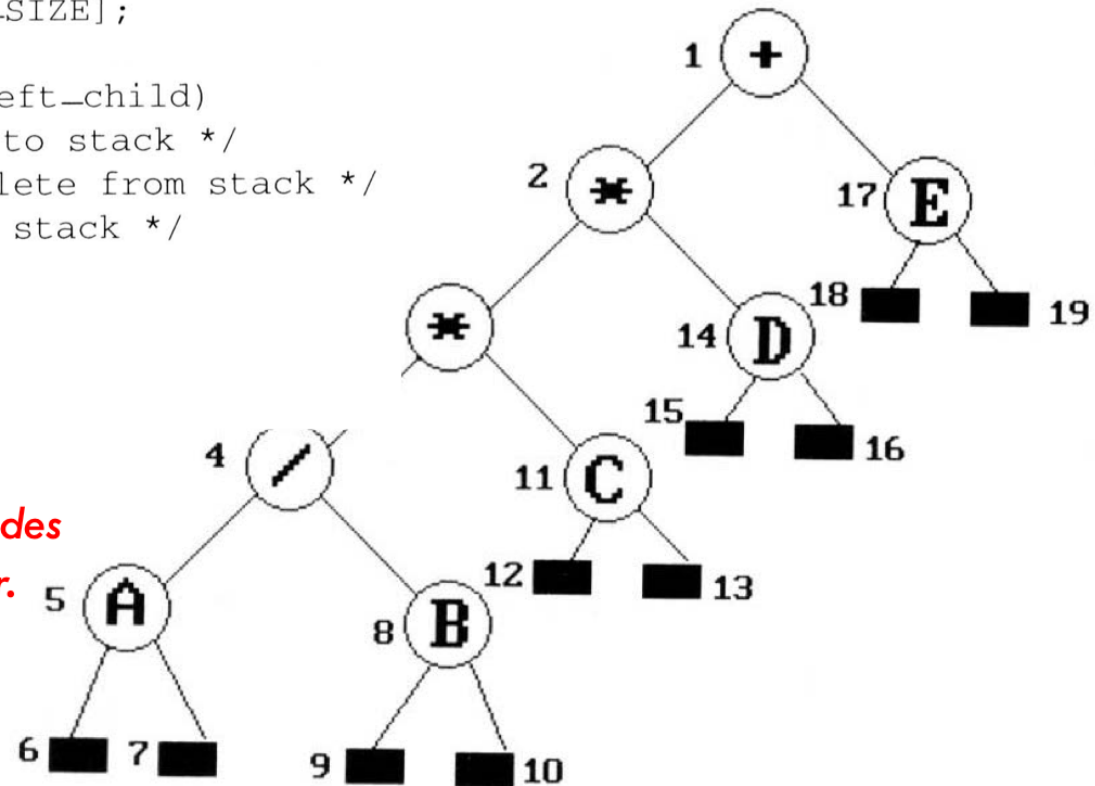 SIZE];
eft_child)
to stack */
lete from stack */
stack */
1 +
2 *
17 E
18
19
*
14 D
15
16
4 /
11 C
12
13
des
r.
5 A
8 B
6
7
9
10